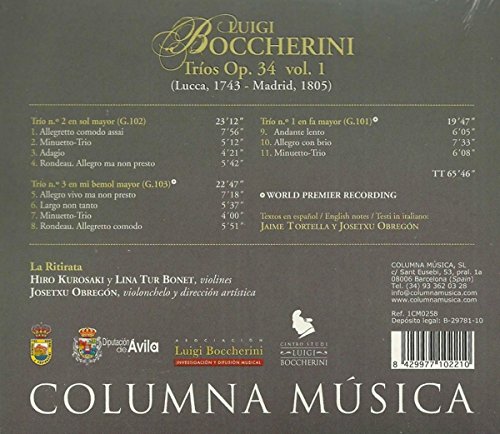 LUIGI
BOCCHERINI
Tríos Op. 34 vol. 1
(Lucca, 1743 - Madrid, 1805)
Trío n.º 2 en sol mayor (G.102) 23'12"
1. Allegretto comodo assai 7'56"
2. Minuetto-Trio 5'12"
3. Adagio 4'21"
4. Rondeau. Allegro ma non presto 5'42"
Trío n.º 3 en mi bemol mayor (G.103) 22'47"
5. Allegro vivo ma non presto 7'18"
6. Largo non tanto 5'37"
7. Minuetto-Trio 4'00"
8. Rondeau. Allegro comodo 5'51"
Trío n.º 1 en fa mayor (G.101) 19'47"
9. Andante lento 6'05"
10. Allegro con brio 7'33"
11. Minuetto-Trio 6'08"
TT 65'46"
WORLD PREMIER RECORDING
Textos en español / English notes / Testi in italiano:
JAIME TORTELLA Y JOSETXU OBREGÓN
La Ritirata
HIRO KUROSAKI y LINA TUR BONET, violines
JOSETXU OBREGÓN, violonchelo y dirección artística
COLUMNA MÚSICA, SL
c/ Sant Eusebi, 53, pral. 1a
08006 Barcelona (Spain)
Tel. (34) 93 362 03 28
info@columnamusica.com
www.columnamusica.com
Ref. 1CM0258
Depósito legal: B-29781-10
8 429977 102210
Diputación de Avila
ASOCIACIÓN
Luigi Boccherini
INVESTIGACIÓN Y DIFUSIÓN MUSICAL
CENTRO STUDI
LUIGI
BOCCHERINI
COLUMNA MÚSICA